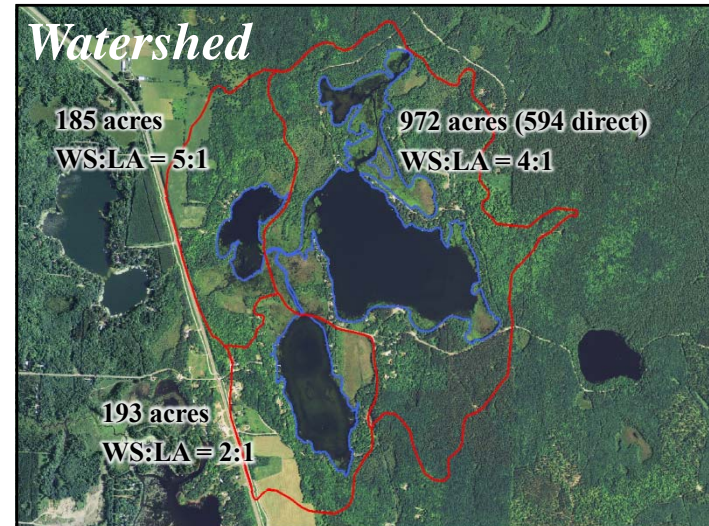 Watershed
185 acres
WS:LA = 5:1
972 acres (594 direct)
WS:LA = 4:1
193 acres
WS:LA = 2:1